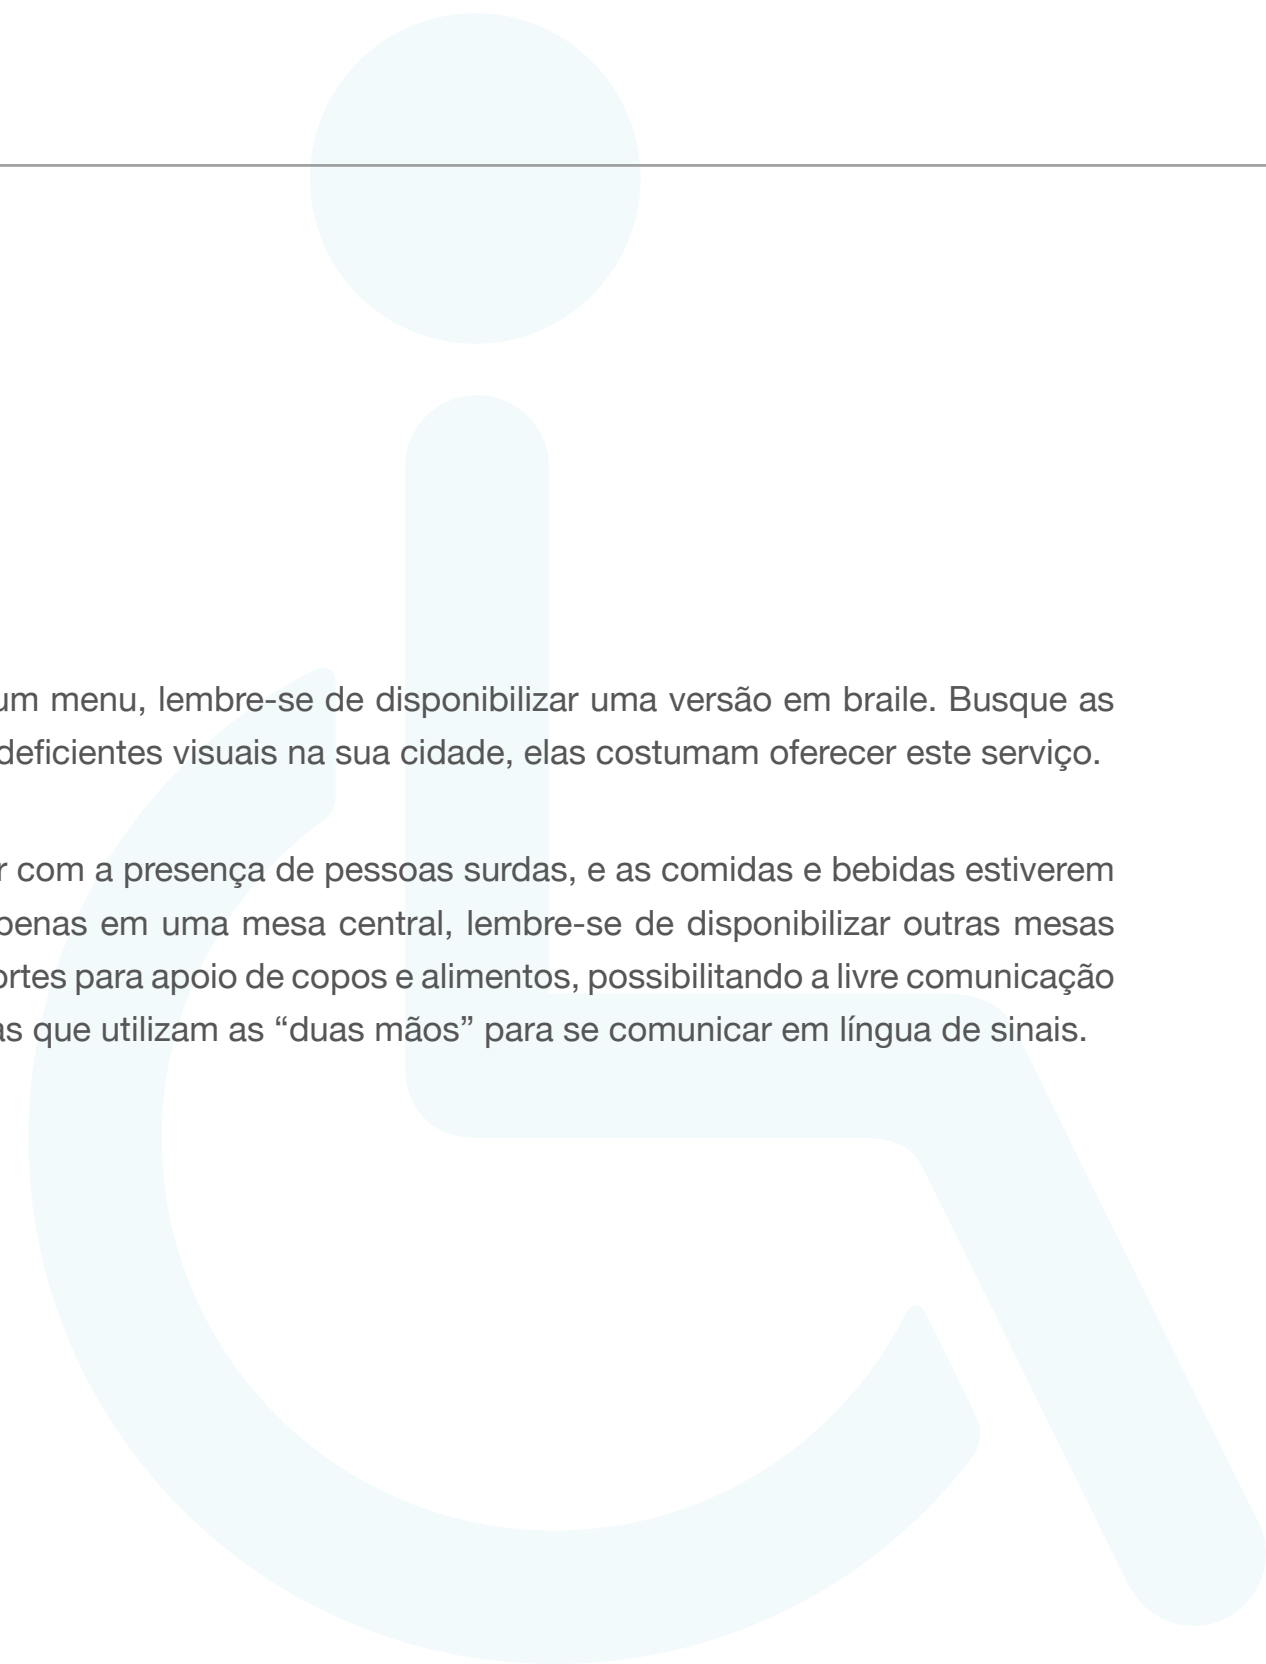 um menu, lembre-se de disponibilizar uma versão em braile. Busque as
deficientes visuais na sua cidade, elas costumam oferecer este serviço.
com a presença de pessoas surdas, e as comidas e bebidas estiverem
penas em uma mesa central, lembre-se de disponibilizar outras mesas
ortes para apoio de copos e alimentos, possibilitando a livre comunicação
as que utilizam as “duas mãos” para se comunicar em língua de sinais.